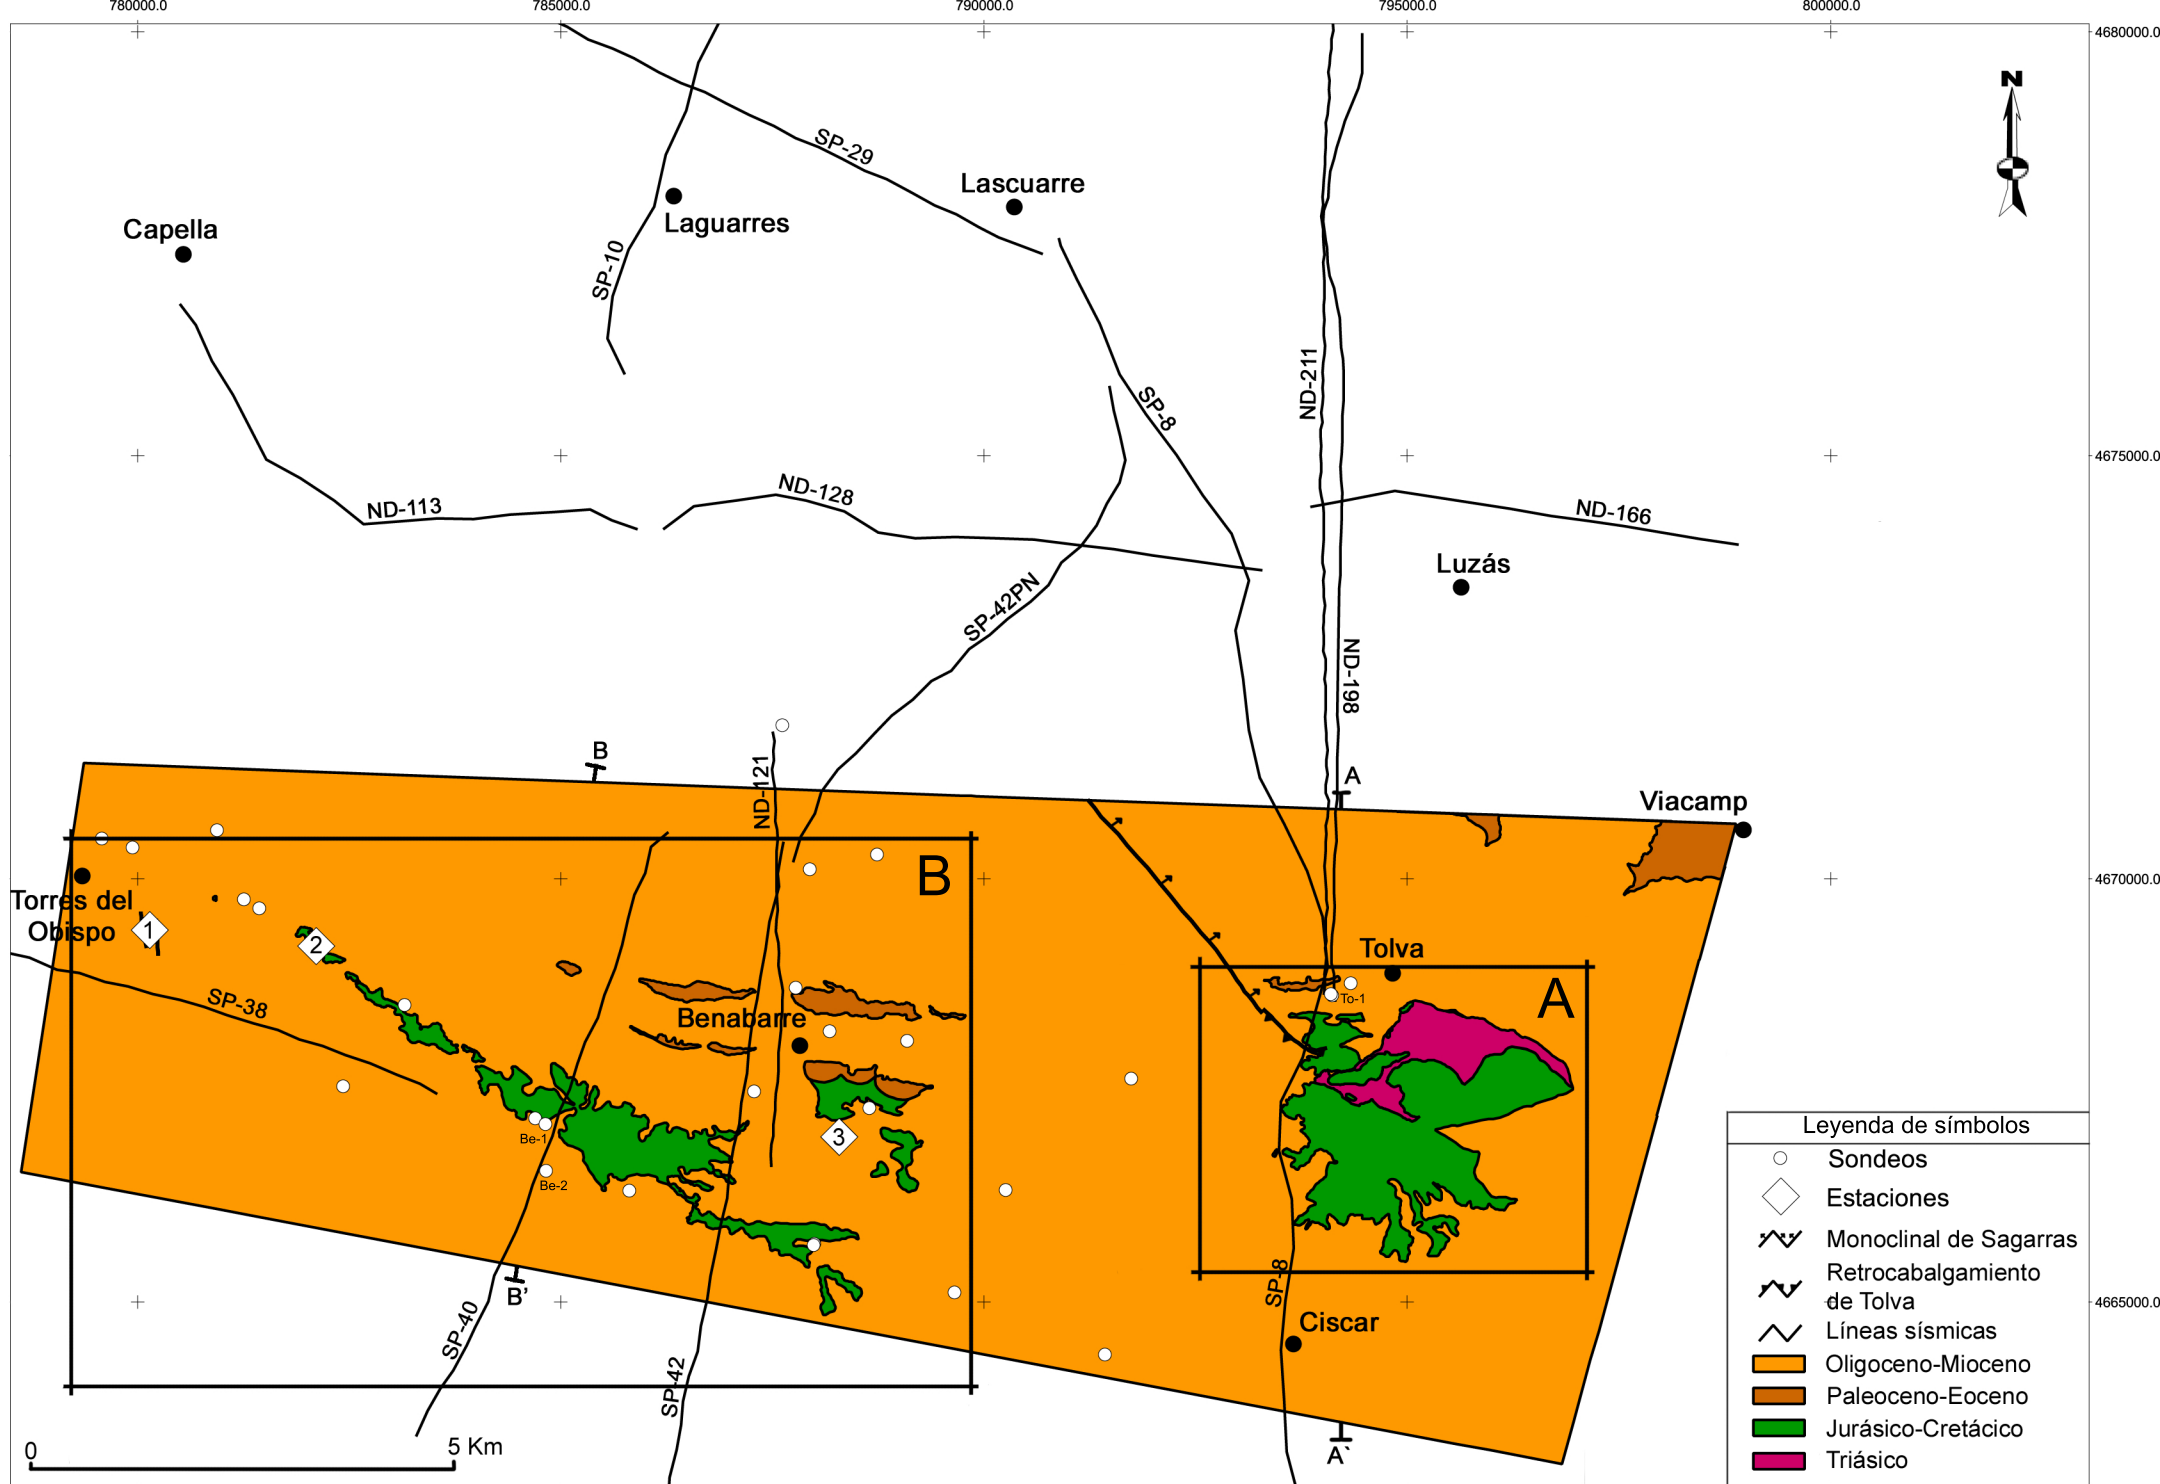 780000.0
785000.0
790000.0
795000.0
800000.0
4680000.0
N
SP-29
Lascuarre
Laguarres
Capella
SP-10
ND-211
SP-8
4675000.0
ND-113
ND-128
ND-166
Luzás
SP-42PN
ND-198
B
ND-121
A
Viacamp
B
4670000.0
Torres del
Obispo
1
2
Tolva
SP-38
To-1
A
Benabarre
Be-1
3
Be-2
SP-8
B'
4665000.0
SP-40
SP-42
Ciscar
A`
0
5 Km
Leyenda de símbolos
Sondeos
Estaciones
Monoclinal de Sagarras
Retrocabalgamiento
de Tolva
Líneas sísmicas
Oligoceno-Mioceno
Paleoceno-Eoceno
Jurásico-Cretácico
Triásico